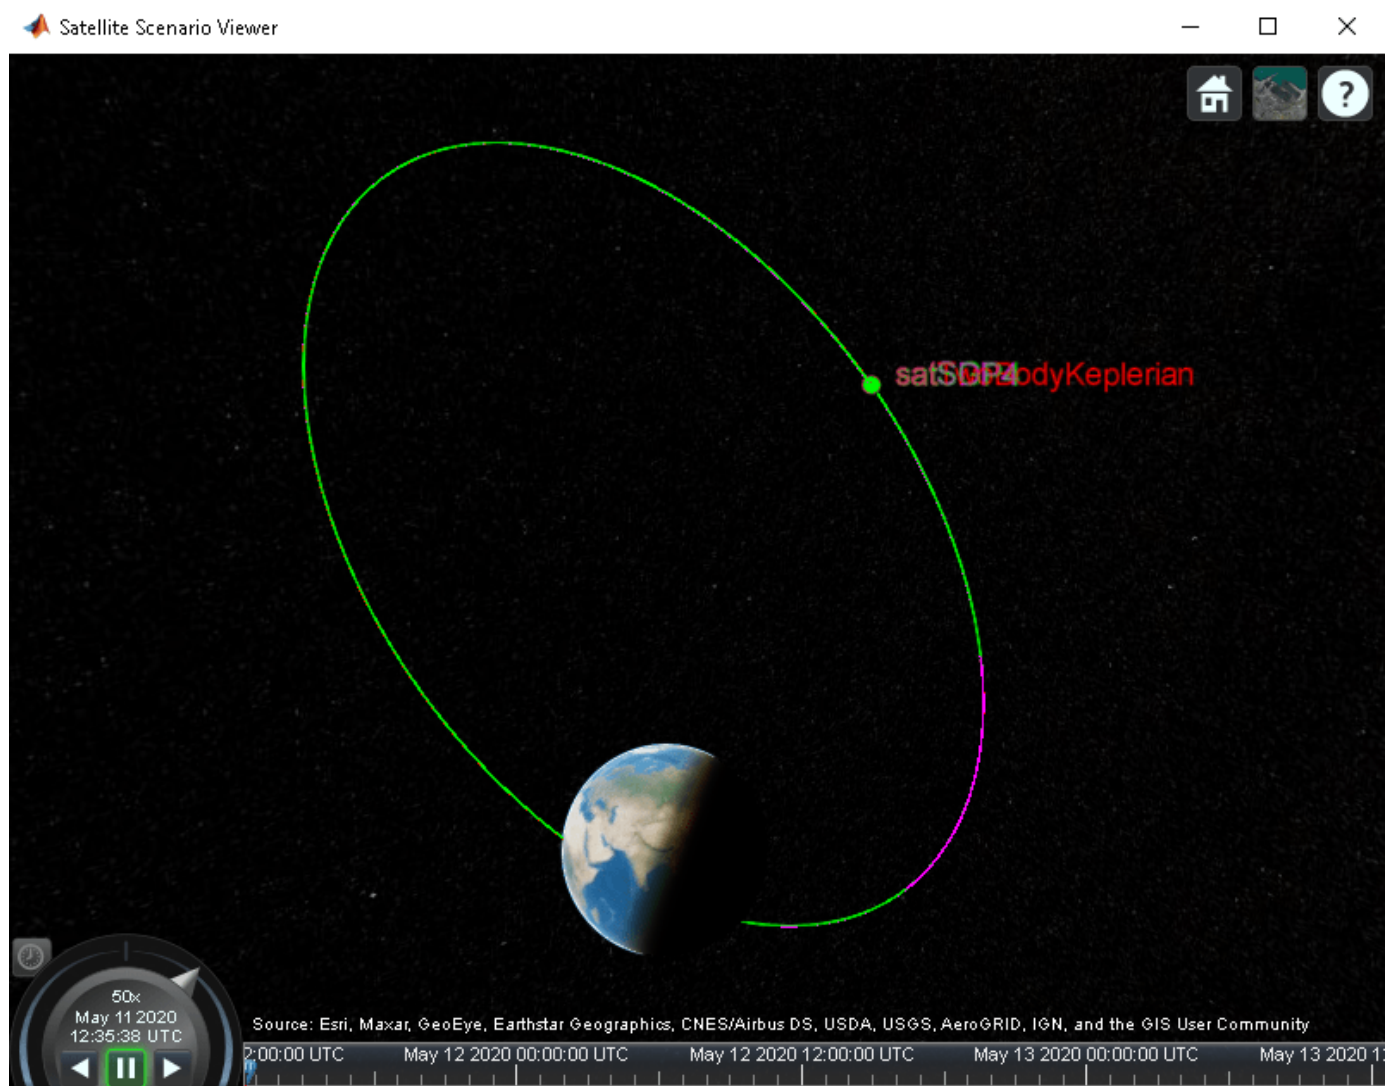 Satellite Scenario Viewer
?
50x
May 11 2020
12:35:38 UTC
Source: Esri, Maxar, GeoEye, Earthstar Geographics, CNES/Airbus DS, USDA, USGS, AeroGRID, IGN, and the GIS User Community
2:00:00 UTC May 12 2020 00:00:00 UTC May 12 2020 12:00:00 UTC May 13 2020 00:00:00 UTC May 13 2020 1